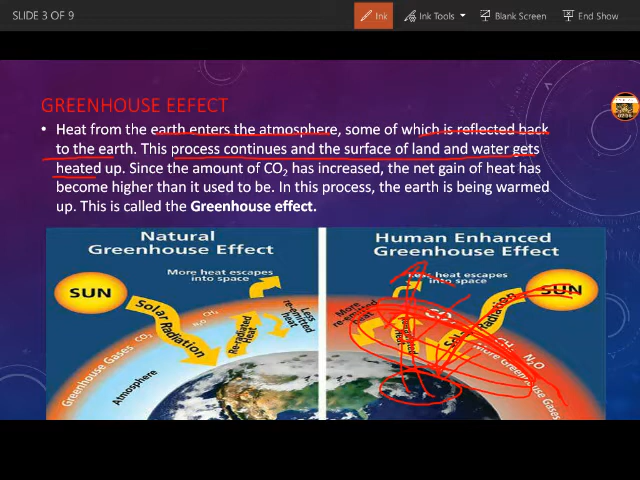 SLIDE 3 OF 9
Ink
Ink Tools
Blank Screen
End Show
GREENHOUSE EEFECT
• Heat from the earth enters the atmosphere, some of which is reflected back
to the earth. This process continues and the surface of land and water gets
heated up. Since the amount of CO2 has increased, the net gain of heat has
become higher than it used to be. In this process, the earth is being warmed
up. This is called the Greenhouse effect.
Natural
Greenhouse Effect
More heat escapes
into space
SUN
Solar Radiation
Re-radiated
Heat
Less
re-emitted
heat
CO2
N2O
CH4
Greenhouse Gases
Atmosphere
Human Enhanced
Greenhouse Effect
Less heat escapes
into space
SUN
Solar Radiation
More
re-emitted
heat
N2O
More Greenhouse Gases